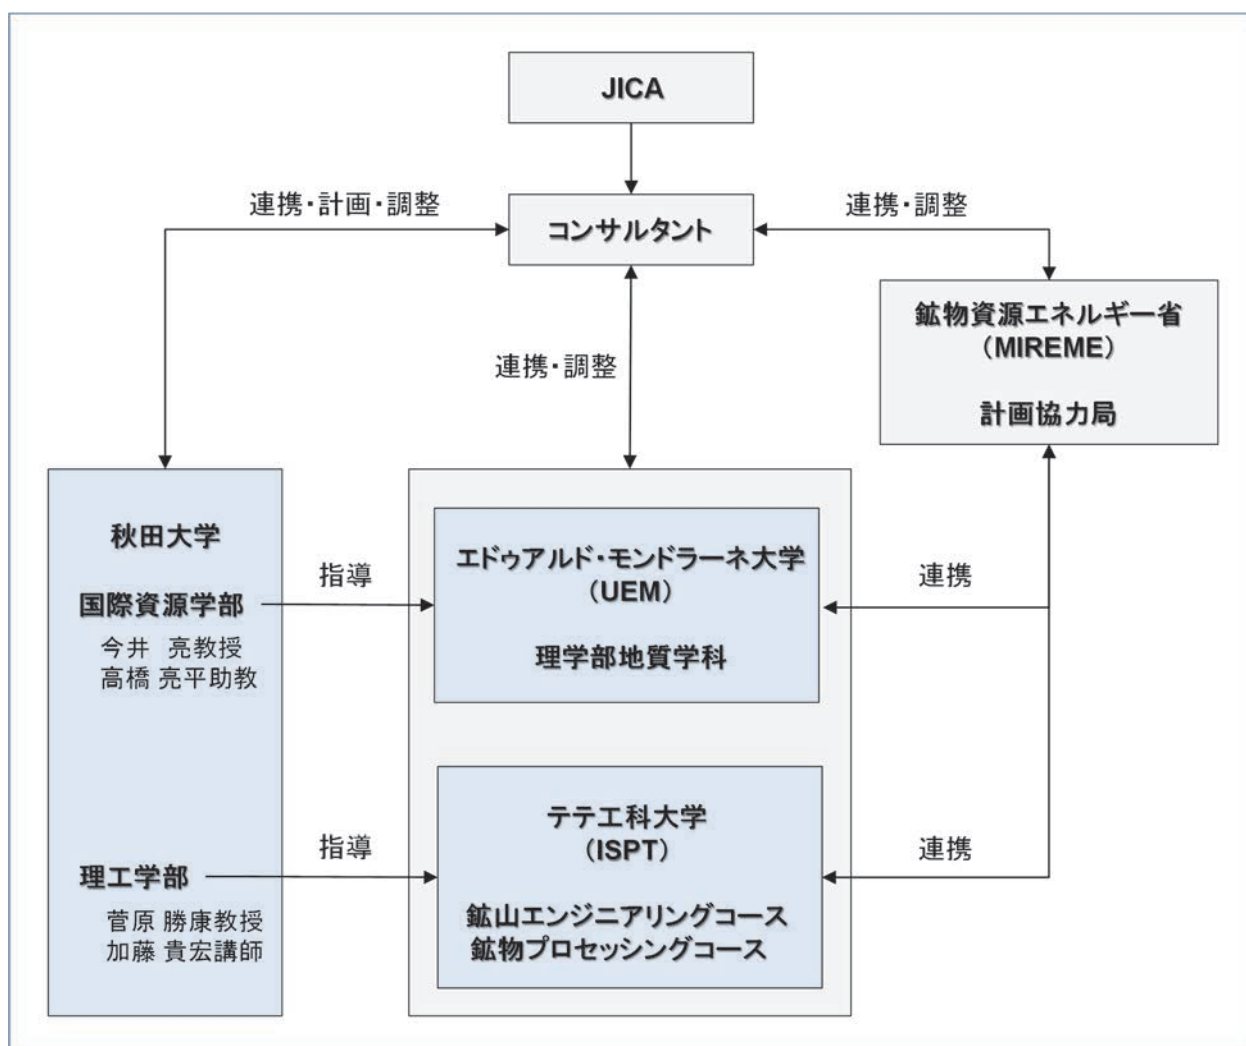 JICA
連携・計画・調整
コンサルタント
連携・調整
鉱物資源エネルギー省
（MIREME）
計画協力局
連携・調整
秋田大学
国際資源学部
今井 亮教授
高橋 亮平助教
指導
エドゥアルド・モンドラーネ大学
（UEM）
理学部地質学科
連携
理工学部
菅原 勝康教授
加藤 貴宏講師
指導
テテ工科大学
（ISPT）
鉱山エンジニアリングコース
鉱物プロセッシングコース
連携